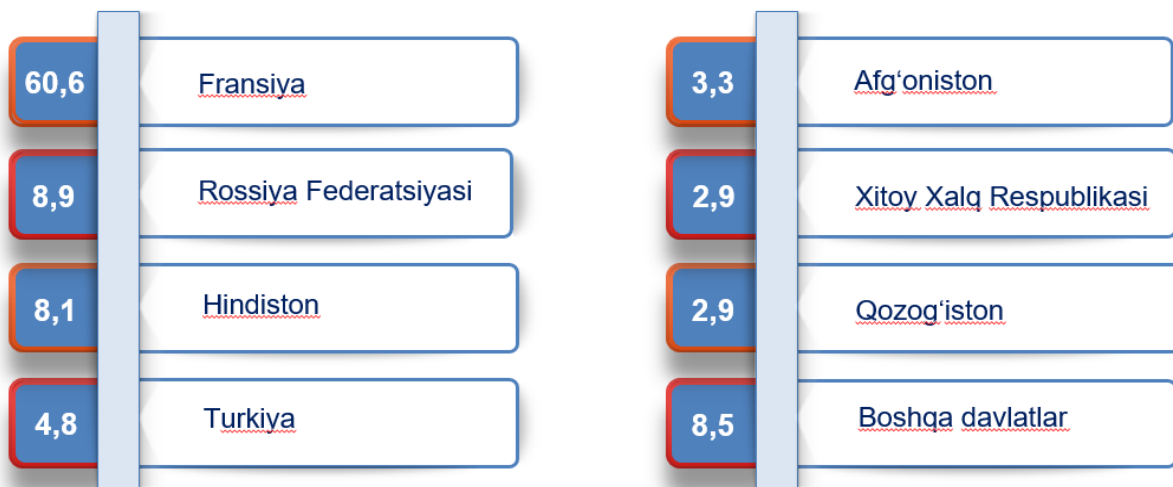 60,6 Fransiya
8,9 Rossiya Federatsiyasi
8,1 Hindiston
4,8 Turkiya
3,3 Afg‘oniston
2,9 Xitoy Xalq Respublikasi
2,9 Qozog‘iston
8,5 Boshqa davlatlar